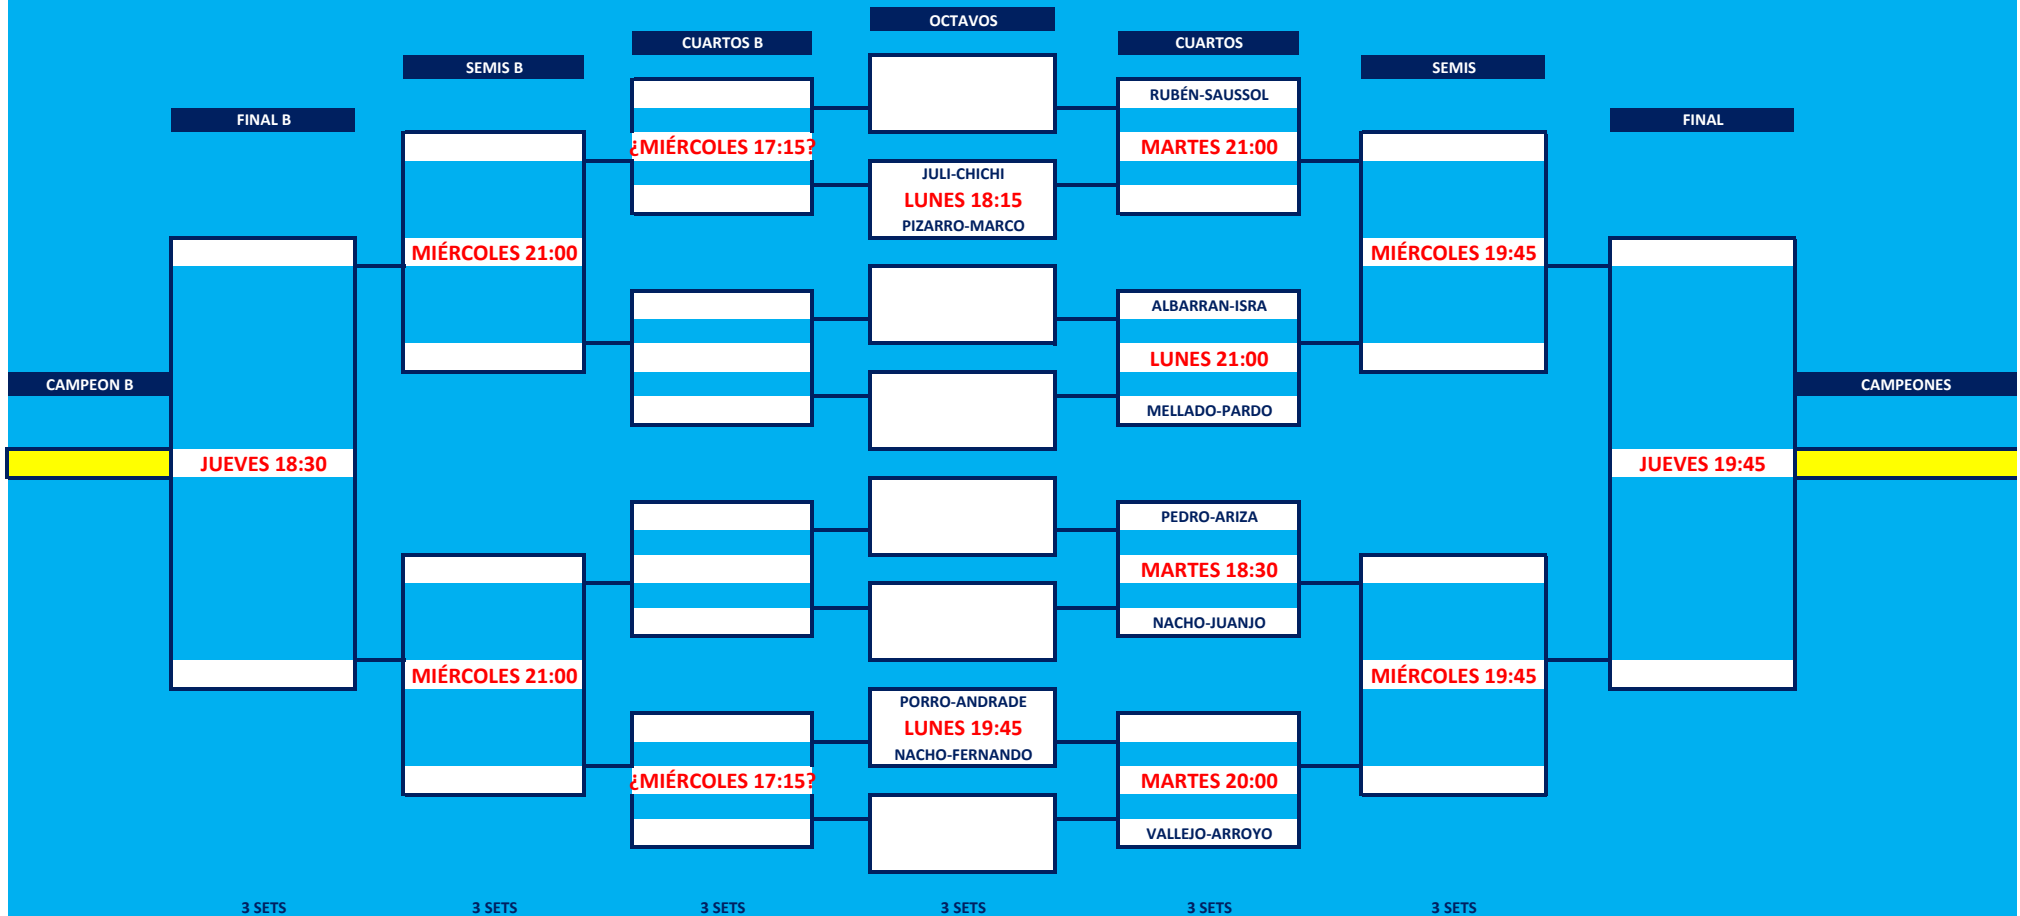 OCTAVOS
CUARTOS B
CUARTOS
SEMIS B
SEMIS
FINAL B
FINAL
RUBÉN-SAUSSOL
¿MIÉRCOLES 17:15?
MARTES 21:00
JULI-CHICHI
LUNES 18:15
PIZARRO-MARCO
MIÉRCOLES 21:00
MIÉRCOLES 19:45
ALBARRAN-ISRA
LUNES 21:00
MELLADO-PARDO
CAMPEON B
CAMPEONES
JUEVES 18:30
JUEVES 19:45
PEDRO-ARIZA
MARTES 18:30
NACHO-JUANJO
MIÉRCOLES 21:00
MIÉRCOLES 19:45
PORRO-ANDRADE
LUNES 19:45
NACHO-FERNANDO
¿MIÉRCOLES 17:15?
MARTES 20:00
VALLEJO-ARROYO
3 SETS
3 SETS
3 SETS
3 SETS
3 SETS
3 SETS